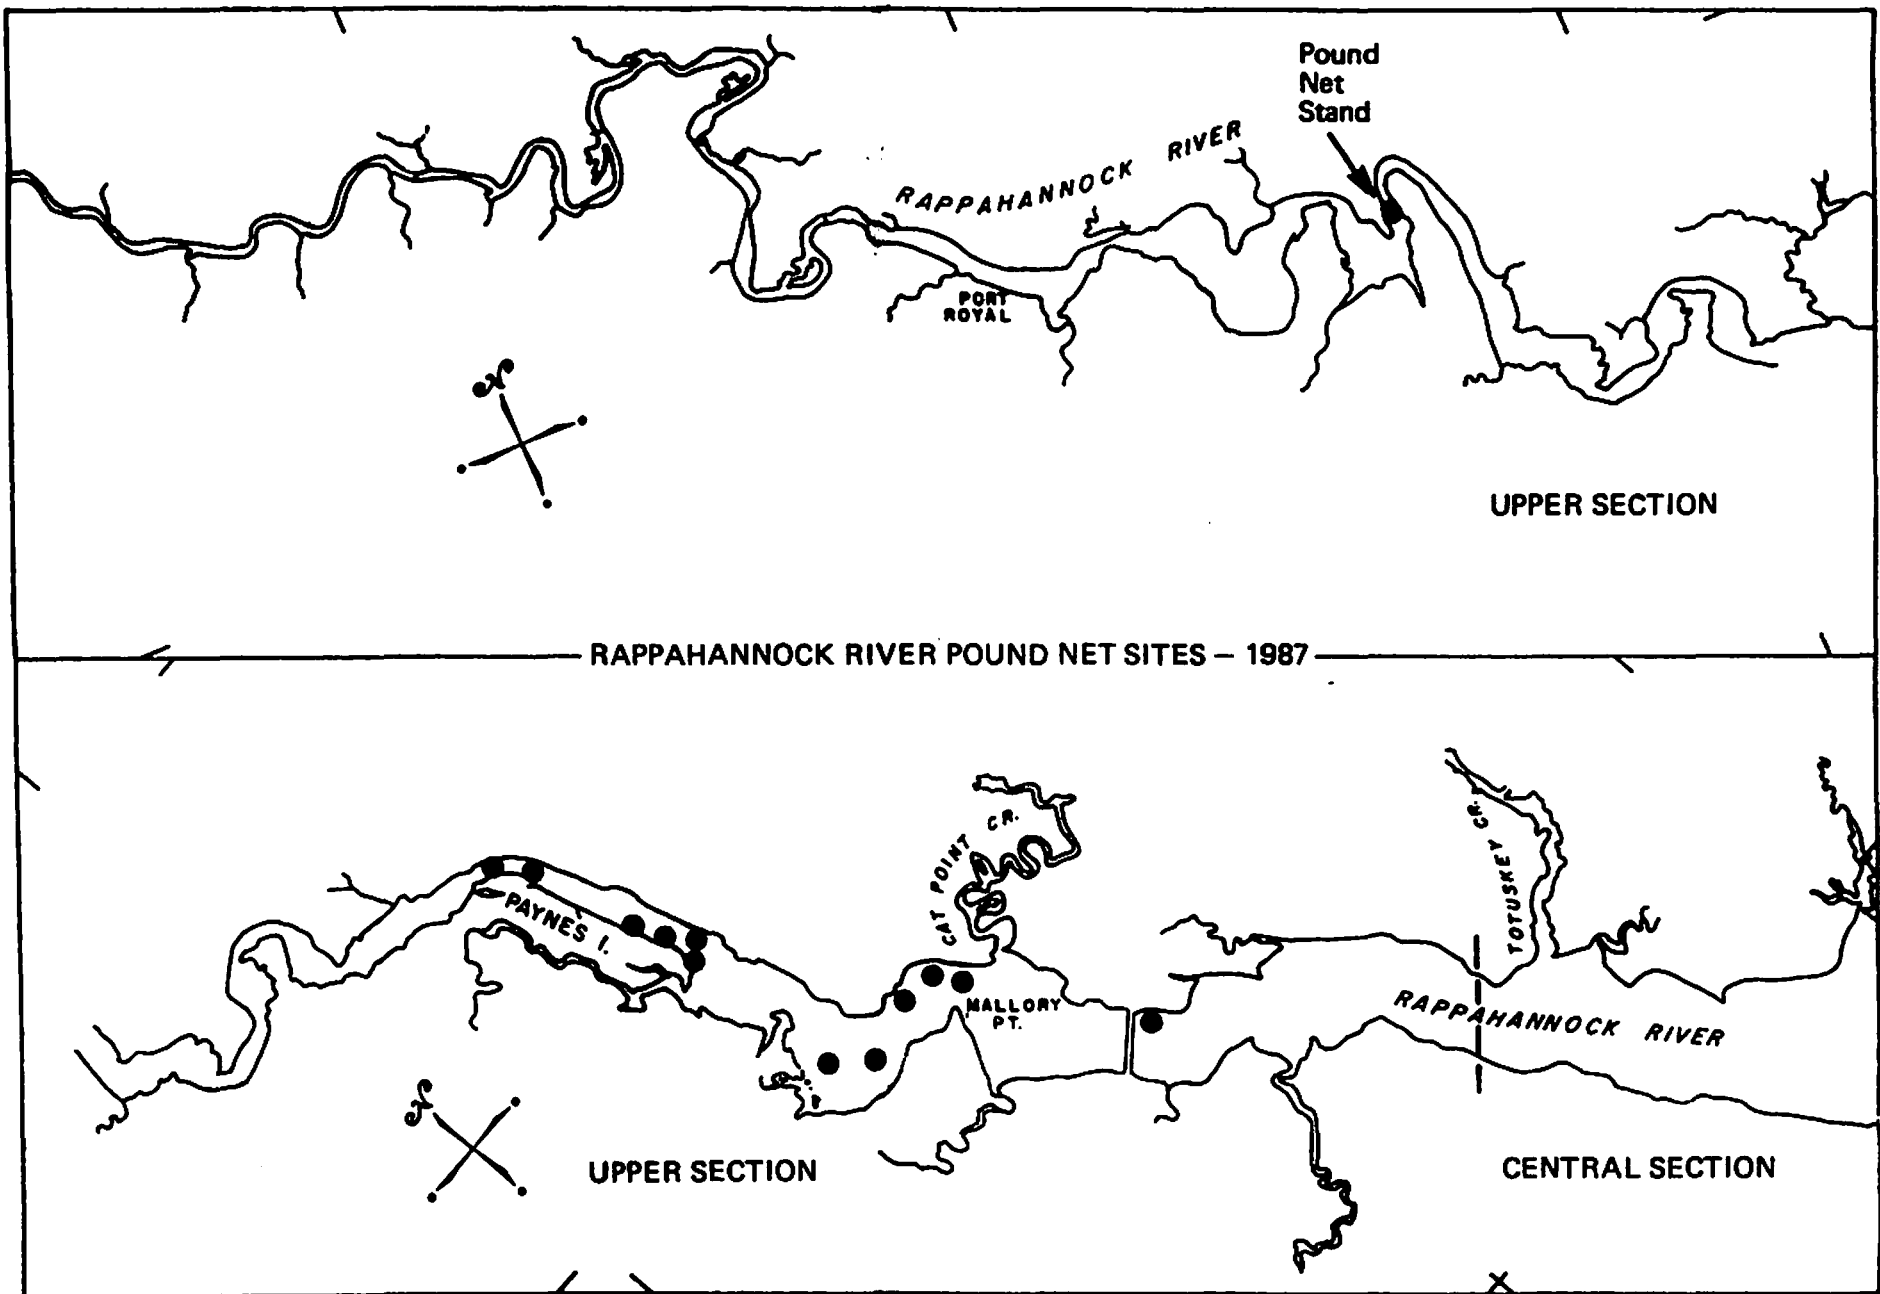 Pound
Net
Stand
RAPPAHANNOCK RIVER
PORT
ROYAL
N
UPPER SECTION
RAPPAHANNOCK RIVER POUND NET SITES – 1987
CAT POINT CR.
TOTUSKEY CR.
PAYNES I.
MALLORY
PT.
RAPPAHANNOCK RIVER
N
UPPER SECTION
CENTRAL SECTION